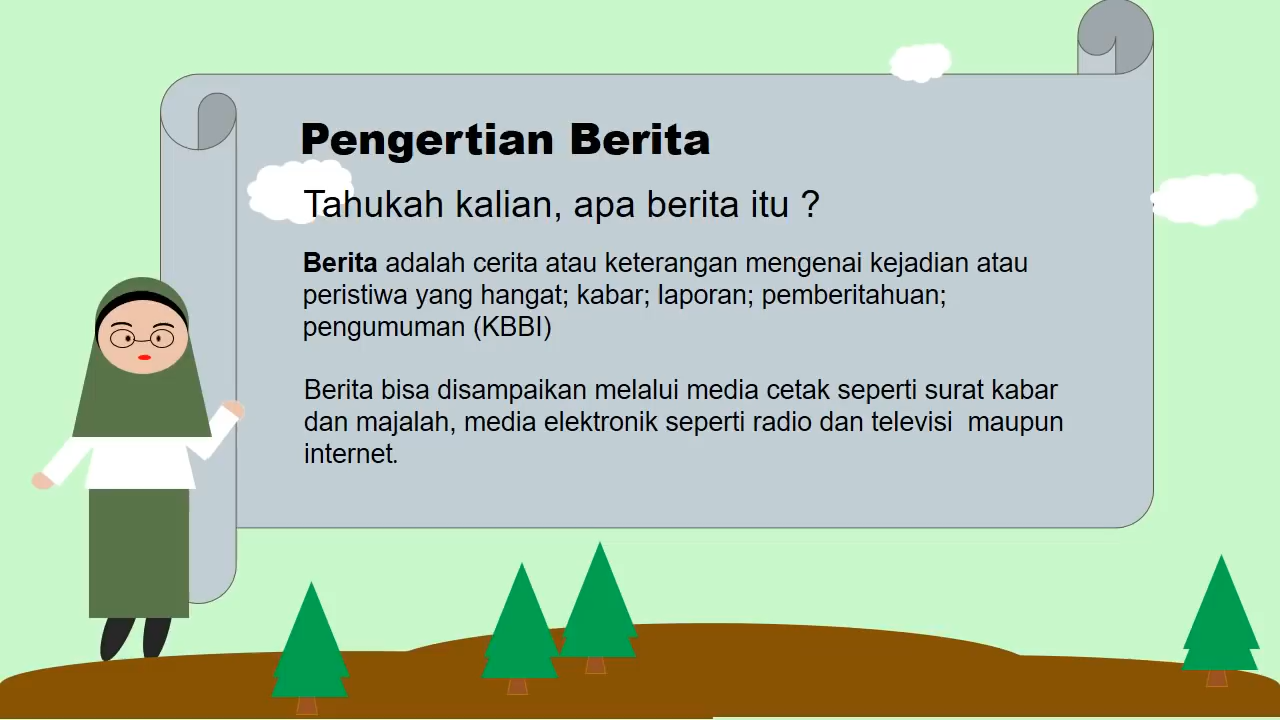 Pengertian Berita
Tahukah kalian, apa berita itu ?
Berita adalah cerita atau keterangan mengenai kejadian atau
peristiwa yang hangat; kabar; laporan; pemberitahuan;
pengumuman (KBBI)
Berita bisa disampaikan melalui media cetak seperti surat kabar
dan majalah, media elektronik seperti radio dan televisi  maupun
internet.